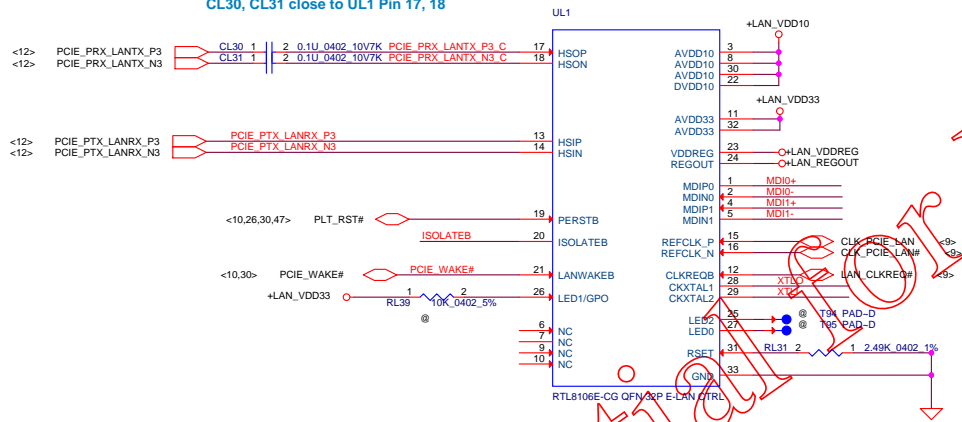 CL30, CL31 close to UL1 Pin 17, 18
UL1
+LAN_VDD10
<12> PCIE_PRX_LANTX_P3 CL30 1 2 0.1U_0402_10V7K PCIE_PRX_LANTX_P3_C 17 HSOP AVDD10 3
<12> PCIE_PRX_LANTX_N3 CL31 1 2 0.1U_0402_10V7K PCIE_PRX_LANTX_N3_C 18 HSON AVDD10 8
AVDD10 30
DVDD10 22
+LAN_VDD33
AVDD33 11
AVDD33 32
<12> PCIE_PTX_LANRX_P3 PCIE_PTX_LANRX_P3 13 HSIP
<12> PCIE_PTX_LANRX_N3 PCIE_PTX_LANRX_N3 14 HSIN
VDDREG 23 +LAN_VDDREG
REGOUT 24 +LAN_REGOUT
MDIP0 1 MDI0+
MDIN0 2 MDI0-
MDIP1 4 MDI1+
MDIN1 5 MDI1-
<10,26,30,47> PLT_RST# 19 PERSTB
ISOLATEB 20 ISOLATEB
REFCLK_P 15 CLK_PCIE_LAN <9>
REFCLK_N 16 CLK_PCIE_LAN# <9>
<10,30> PCIE_WAKE# PCIE_WAKE# 21 LANWAKEB
CLKREQB 12 LAN_CLKREQ# <9>
CKXTAL1 28 XTLO
CKXTAL2 29 XTLI
+LAN_VDD33 RL39 1 2 10K_0402_5% 26 LED1/GPO
@
LED2 25 @ T94 PAD~D
LED0 27 @ T95 PAD~D
6 NC
7 NC
9 NC
10 NC
RSET 31 RL31 2 1 2.49K_0402_1%
GND 33
RTL8106E-CG QFN 32P E-LAN CTRL
for